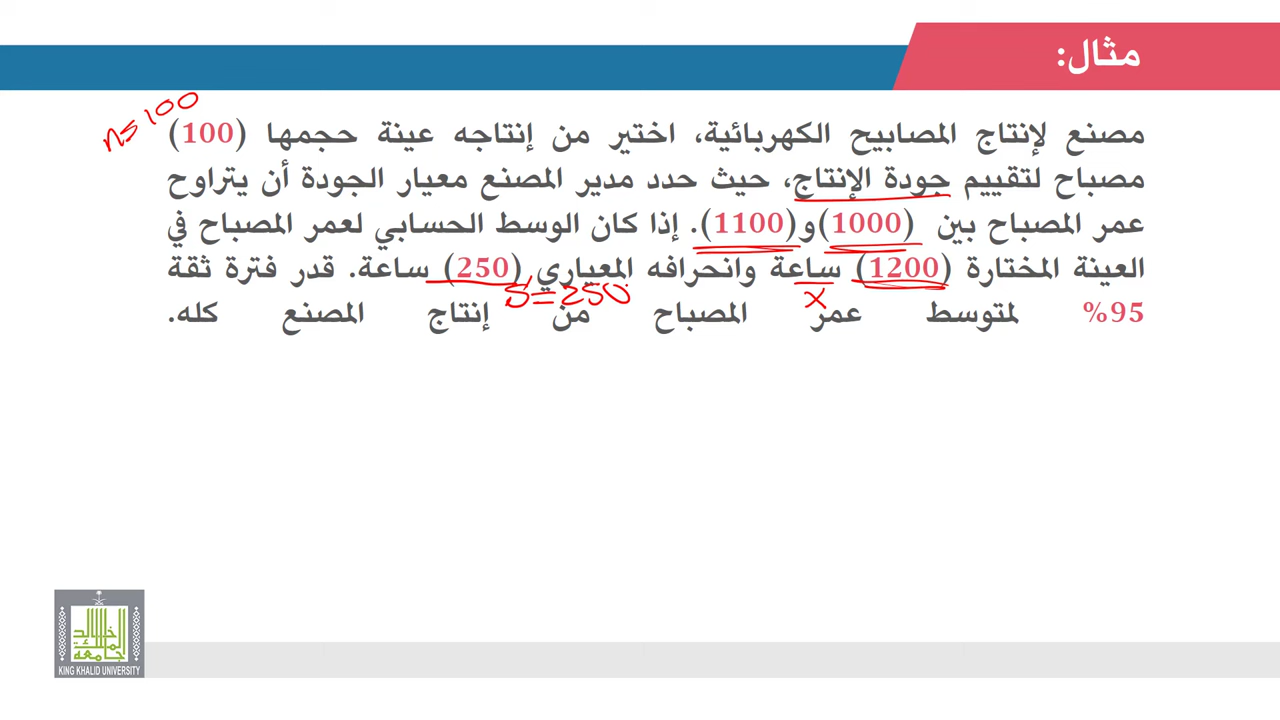 مثال:
n=100
مصنع لإنتاج المصابيح الكهربائية، اختير من إنتاجه عينة حجمها (100)
مصباح لتقييم جودة الإنتاج، حيث حدد مدير المصنع معيار الجودة أن يتراوح
عمر المصباح بين (1000) و(1100). إذا كان الوسط الحسابي لعمر المصباح في
العينة المختارة (1200) ساعة وانحرافه المعياري (250) ساعة. قدر فترة ثقة
S=250
x
95% لمتوسط عمر المصباح من إنتاج المصنع كله.
جامعة الملك خالد
KING KHALID UNIVERSITY